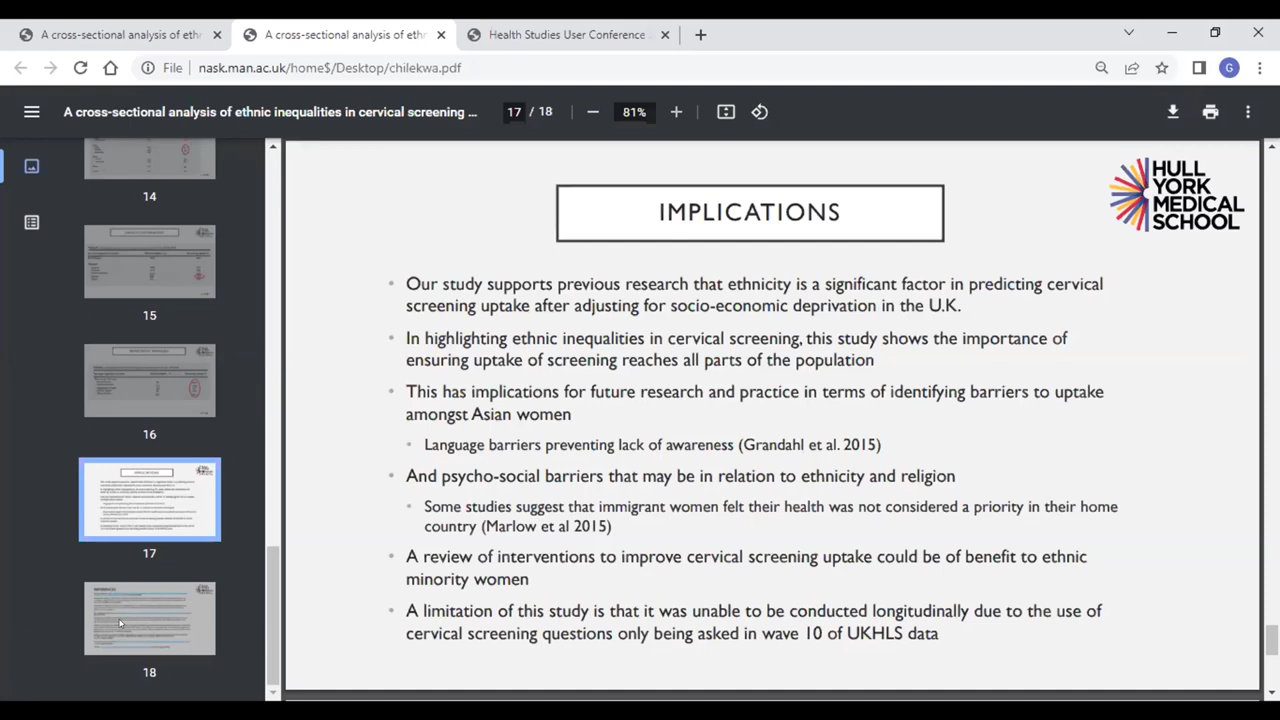 A cross-sectional analysis of eth
A cross-sectional analysis of eth
Health Studies User Conference
File
nask.man.ac.uk/home$/Desktop/chilekwa.pdf
G
A cross-sectional analysis of ethnic inequalities in cervical screening ...
17 / 18
81%
14
15
16
17
18
HULL
YORK
MEDICAL
SCHOOL
IMPLICATIONS
• Our study supports previous research that ethnicity is a significant factor in predicting cervical
screening uptake after adjusting for socio-economic deprivation in the U.K.
• In highlighting ethnic inequalities in cervical screening, this study shows the importance of
ensuring uptake of screening reaches all parts of the population
• This has implications for future research and practice in terms of identifying barriers to uptake
amongst Asian women
• Language barriers preventing lack of awareness (Grandahl et al. 2015)
• And psycho-social barriers that may be in relation to ethnicity and religion
• Some studies suggest that immigrant women felt their health was not considered a priority in their home
country (Marlow et al 2015)
• A review of interventions to improve cervical screening uptake could be of benefit to ethnic
minority women
• A limitation of this study is that it was unable to be conducted longitudinally due to the use of
cervical screening questions only being asked in wave 10 of UKHLS data